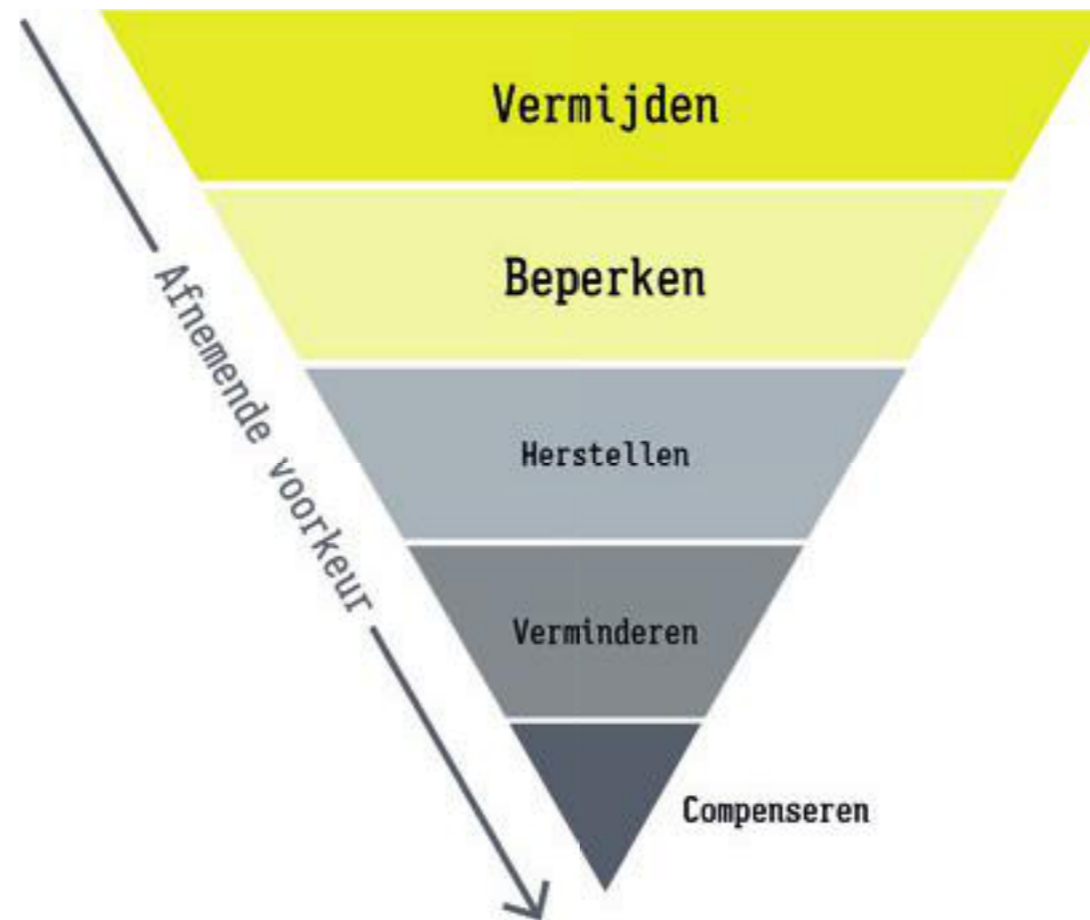 Vermijden
Beperken
Afnemende voorkeur
Herstellen
Verminderen
Compenseren